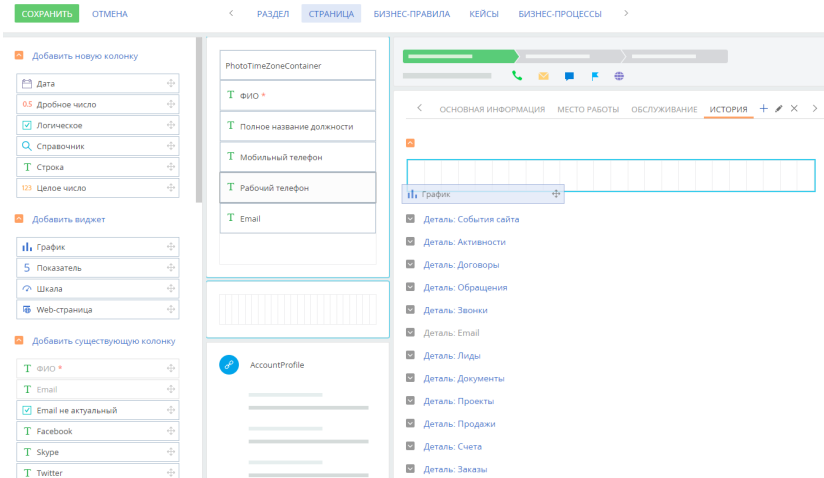 СОХРАНИТЬ ОТМЕНА РАЗДЕЛ СТРАНИЦА БИЗНЕС-ПРАВИЛА КЕЙСЫ БИЗНЕС-ПРОЦЕССЫ
Добавить новую колонку
Дата
0.5 Дробное число
Логическое
Справочник
T Строка
123 Целое число
Добавить виджет
График
5 Показатель
Шкала
Web-страница
Добавить существующую колонку
T ФИО *
T Email
Email не актуальный
T Facebook
T Skype
T Twitter
PhotoTimeZoneContainer
T ФИО *
T Полное название должности
T Мобильный телефон
T Рабочий телефон
T Email
AccountProfile
ОСНОВНАЯ ИНФОРМАЦИЯ МЕСТО РАБОТЫ ОБСЛУЖИВАНИЕ ИСТОРИЯ
График
Деталь: События сайта
Деталь: Активности
Деталь: Договоры
Деталь: Обращения
Деталь: Звонки
Деталь: Email
Деталь: Лиды
Деталь: Документы
Деталь: Проекты
Деталь: Продажи
Деталь: Счета
Деталь: Заказы